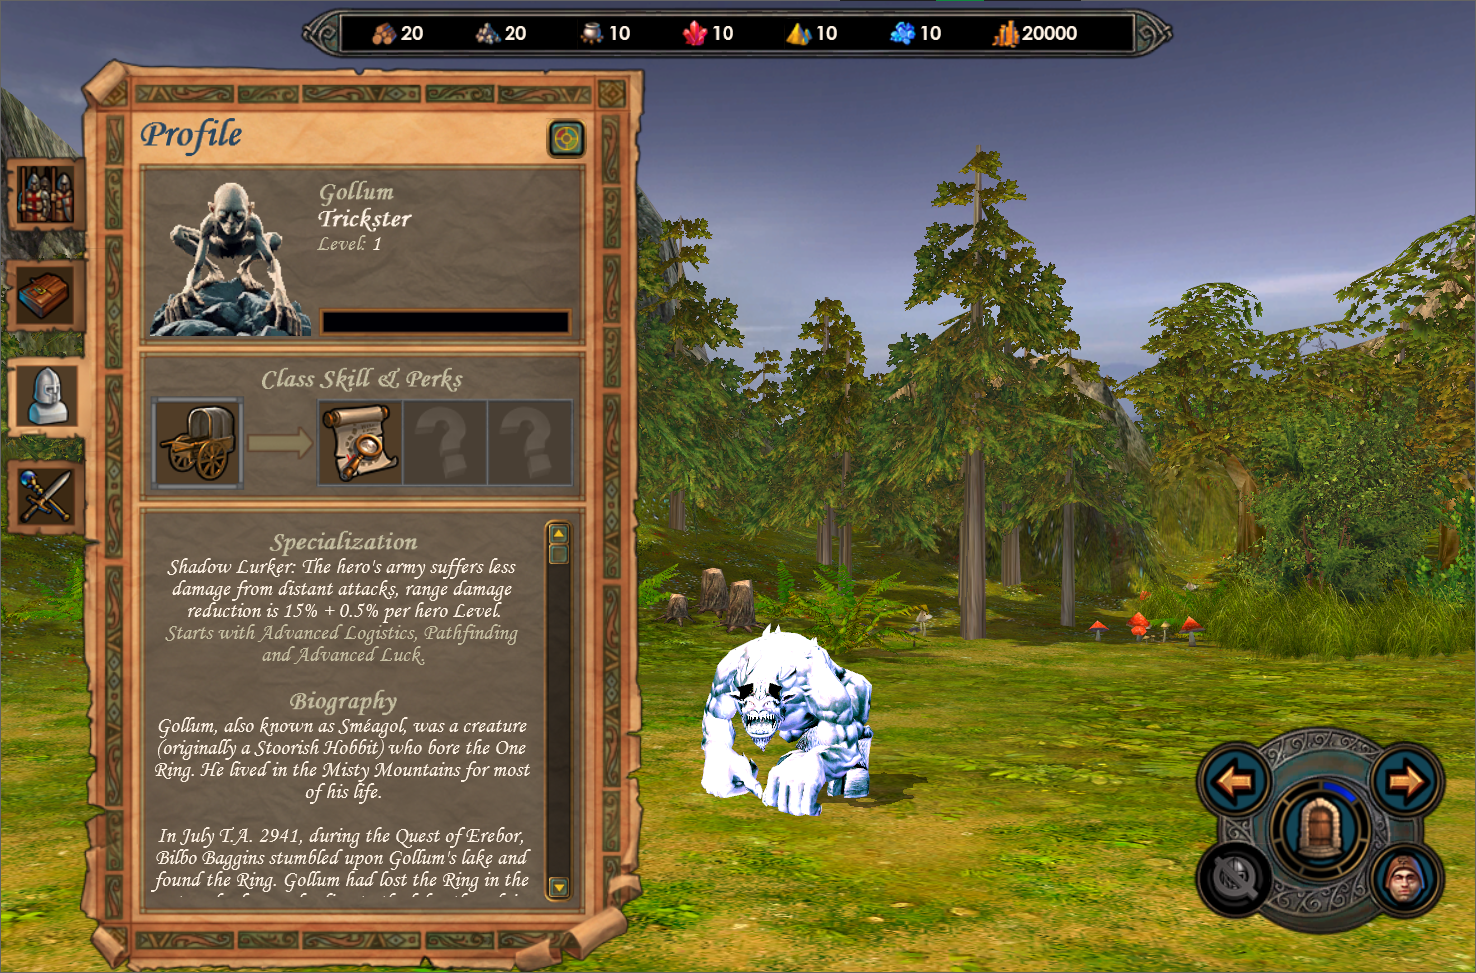 20 20 10 10 10 10 20000
Profile
Gollum
Trickster
Level: 1
Class Skill & Perks
Specialization
Shadow Lurker: The hero's army suffers less
damage from distant attacks, range damage
reduction is 15% + 0.5% per hero Level.
Starts with Advanced Logistics, Pathfinding
and Advanced Luck.
Biography
Gollum, also known as Sméagol, was a creature
(originally a Stoorish Hobbit) who bore the One
Ring. He lived in the Misty Mountains for most
of his life.
In July T.A. 2941, during the Quest of Erebor,
Bilbo Baggins stumbled upon Gollum's lake and
found the Ring. Gollum had lost the Ring in the